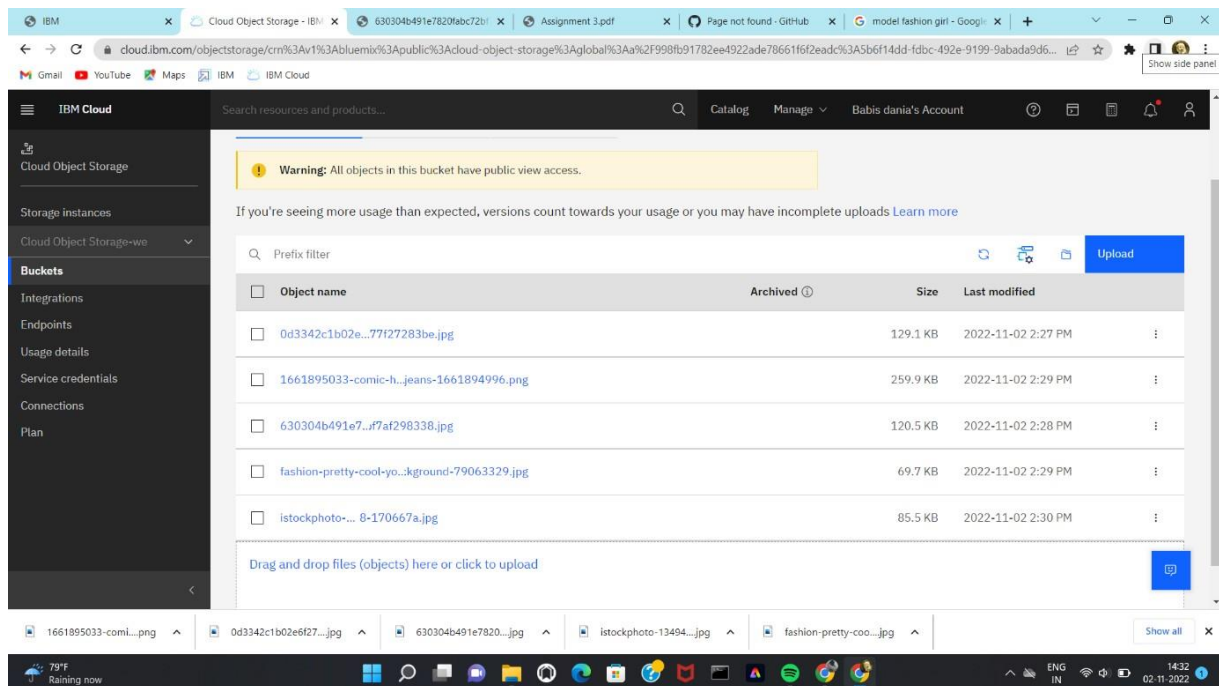 IBM
Cloud Object Storage - IBM
630304b491e7820fabc72b
Assignment 3.pdf
Page not found · GitHub
model fashion girl - Google
cloud.ibm.com/objectstorage/crn%3Av1%3Abluemix%3Apublic%3Acloud-object-storage%3Aglobal%3Aa%2F998fb91782ee4922ade78661f6f2eadc%3A5b6f14dd-fdbc-492e-9199-9abada9d6...
Show side panel
Gmail YouTube Maps IBM IBM Cloud
IBM Cloud
Search resources and products...
Catalog Manage Babis dania's Account
Cloud Object Storage
Storage instances
Cloud Object Storage-we
Buckets
Integrations
Endpoints
Usage details
Service credentials
Connections
Plan
Warning: All objects in this bucket have public view access.
If you're seeing more usage than expected, versions count towards your usage or you may have incomplete uploads Learn more
Prefix filter
Upload
Object name Archived Size Last modified
0d3342c1b02e...77f27283be.jpg 129.1 KB 2022-11-02 2:27 PM
1661895033-comic-h...jeans-1661894996.png 259.9 KB 2022-11-02 2:29 PM
630304b491e7...f7af298338.jpg 120.5 KB 2022-11-02 2:28 PM
fashion-pretty-cool-yo...kground-79063329.jpg 69.7 KB 2022-11-02 2:29 PM
istockphoto-... 8-170667a.jpg 85.5 KB 2022-11-02 2:30 PM
Drag and drop files (objects) here or click to upload
1661895033-comi....png
0d3342c1b02e6f27....jpg
630304b491e7820....jpg
istockphoto-13494....jpg
fashion-pretty-coo....jpg
Show all
79°F
Raining now
ENG
IN
14:32
02-11-2022